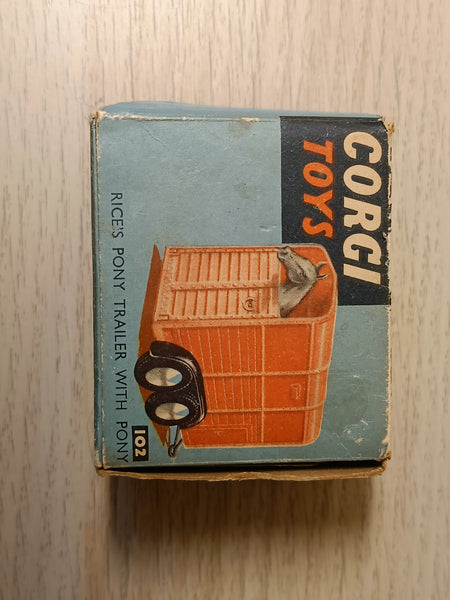 CORGI
TOYS
RICE'S PONY TRAILER WITH PONY
102